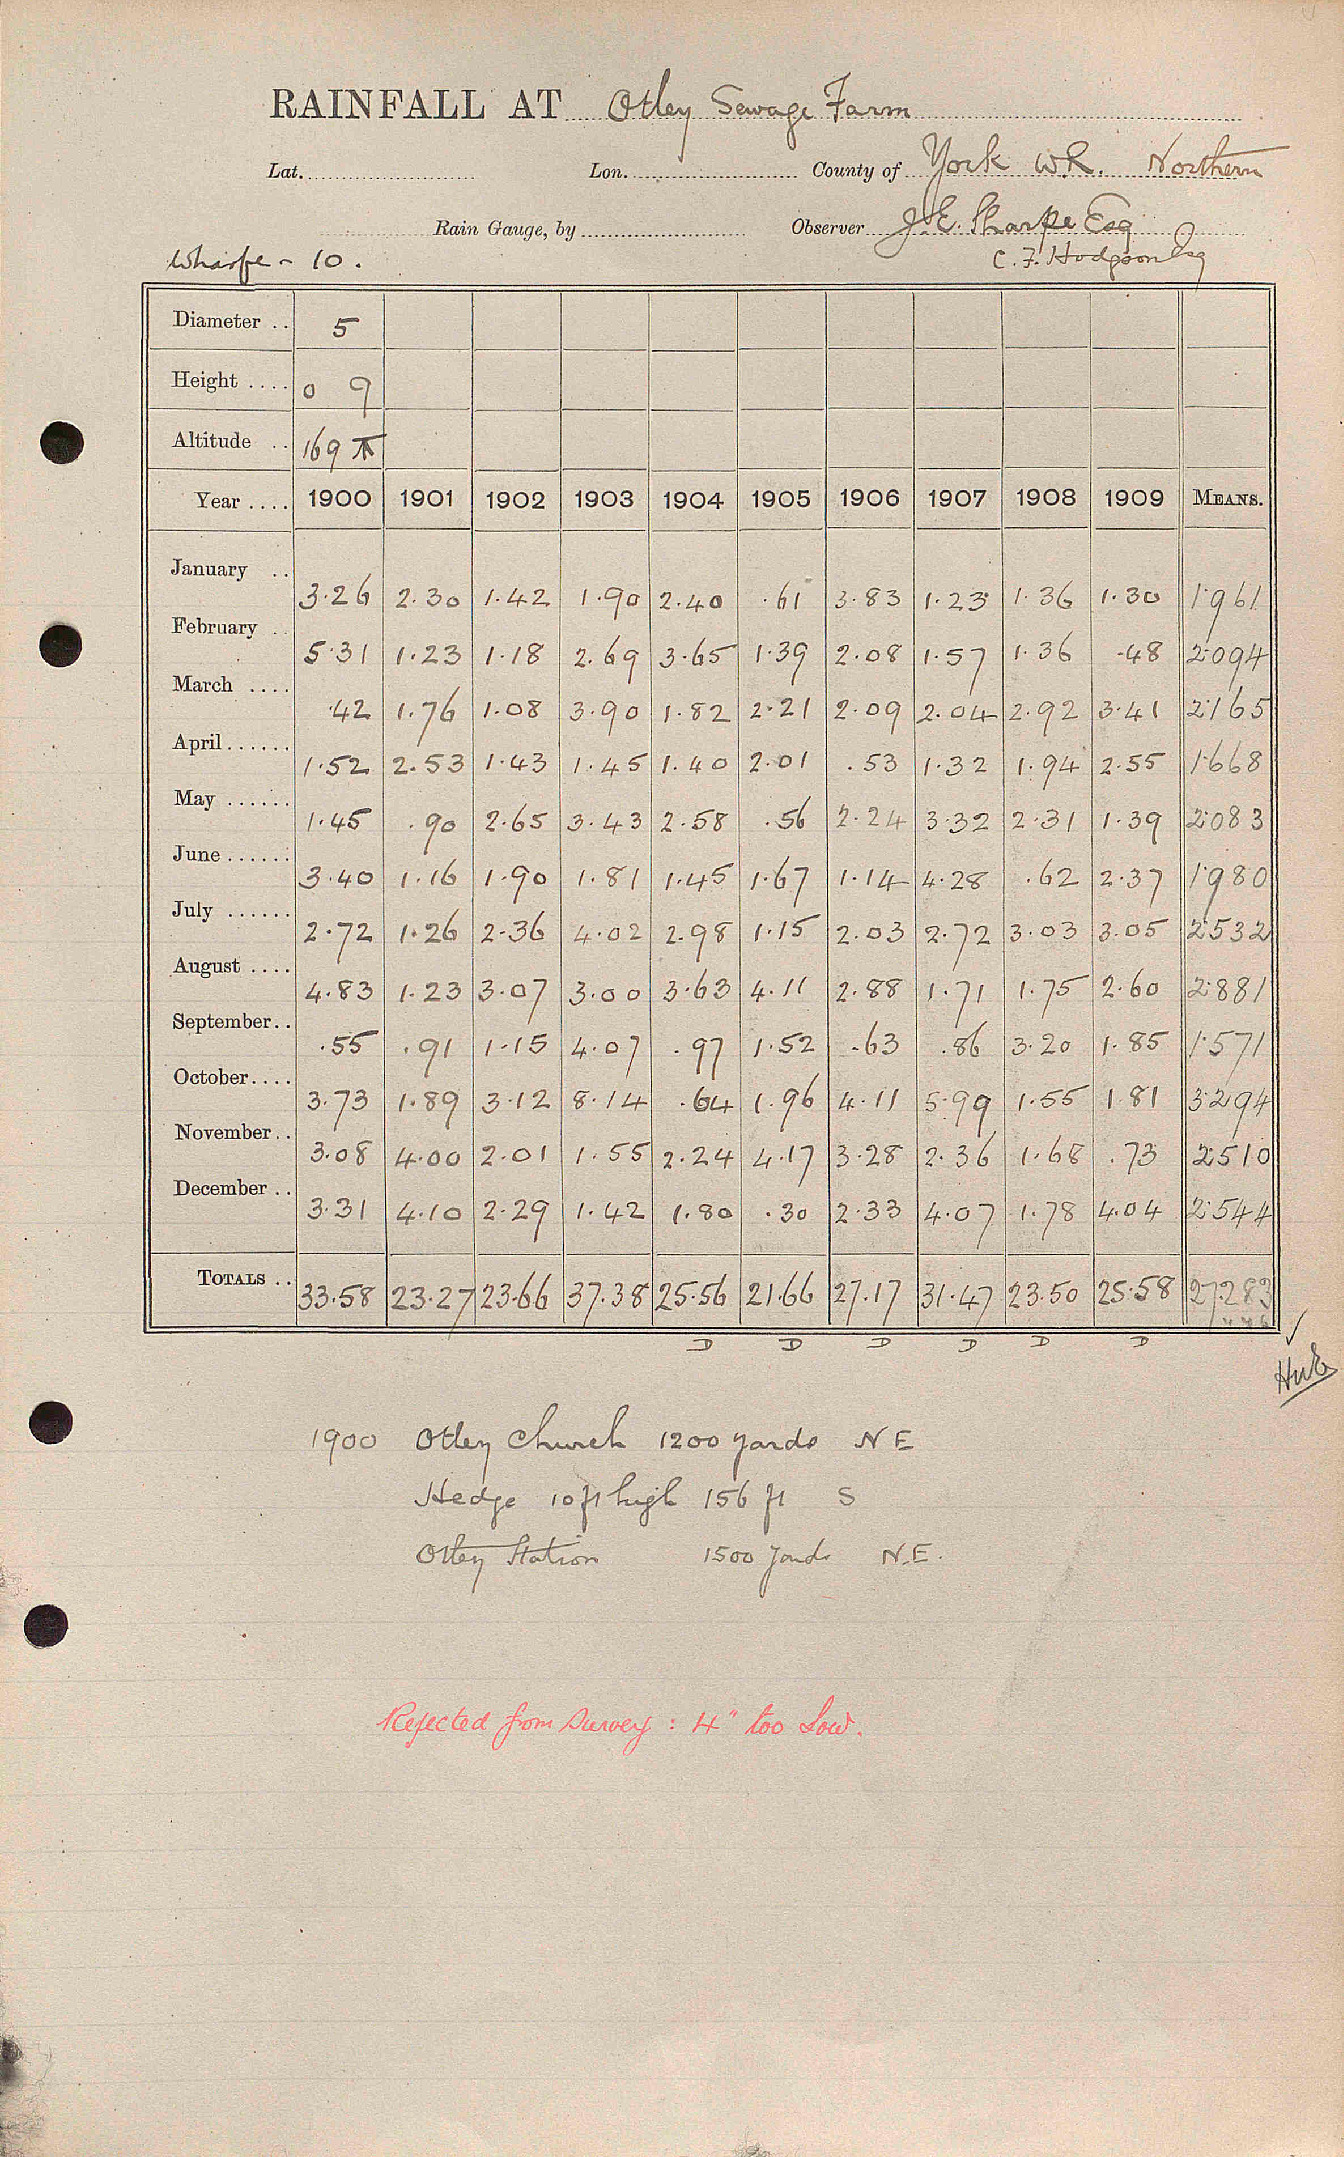 RAINFALL AT Otley Sewage Farm
Lat. Lon. County of York W.R. Northern
Rain Gauge, by Observer J. E. Sharpe Esq
Wharfe - 10. C. F. Hodgson Esq
Diameter .. 5
Height .... 0 9
Altitude .. 169
Year .... 1900 1901 1902 1903 1904 1905 1906 1907 1908 1909 MEANS.
January .. 3.26 2.30 1.42 1.90 2.40 .61 3.83 1.23 1.36 1.30 1.961
February .. 5.31 1.23 1.18 2.69 3.65 1.39 2.08 1.57 1.36 .48 2.094
March .... .42 1.76 1.08 3.90 1.82 2.21 2.09 2.04 2.92 3.41 2.165
April ...... 1.52 2.53 1.43 1.45 1.40 2.01 .53 1.32 1.94 2.55 1.668
May ...... 1.45 .90 2.65 3.43 2.58 .56 2.24 3.32 2.31 1.39 2.083
June ...... 3.40 1.16 1.90 1.81 1.45 1.67 1.14 4.28 .62 2.37 1.980
July ...... 2.72 1.26 2.36 4.02 2.98 1.15 2.03 2.72 3.03 3.05 2.532
August .... 4.83 1.23 3.07 3.00 3.63 4.11 2.88 1.71 1.75 2.60 2.881
September.. .55 .91 1.15 4.07 .97 1.52 .63 .86 3.20 1.85 1.571
October.... 3.73 1.89 3.12 8.14 .64 1.96 4.11 5.99 1.55 1.81 3.294
November.. 3.08 4.00 2.01 1.55 2.24 4.17 3.28 2.36 1.68 .73 2.510
December .. 3.31 4.10 2.29 1.42 1.80 .30 2.33 4.07 1.78 4.04 2.544
TOTALS .. 33.58 23.27 23.66 37.38 25.56 21.66 27.17 31.47 23.50 25.58 27.283
D D D D D D
1900 Otley Church 1200 yards NE
Hedge 10 ft high 156 ft S
Otley Station 1500 yards N.E.
Rejected from Survey : 4" too low.